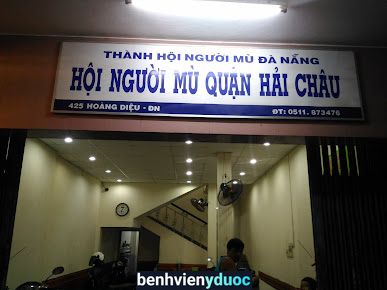 THÀNH HỘI NGƯỜI MÙ ĐÀ NẴNG
HỘI NGƯỜI MÙ QUẬN HẢI CHÂU
425 HOÀNG DIỆU - ĐN ĐT: 0511. 873476
benhvienyduoc